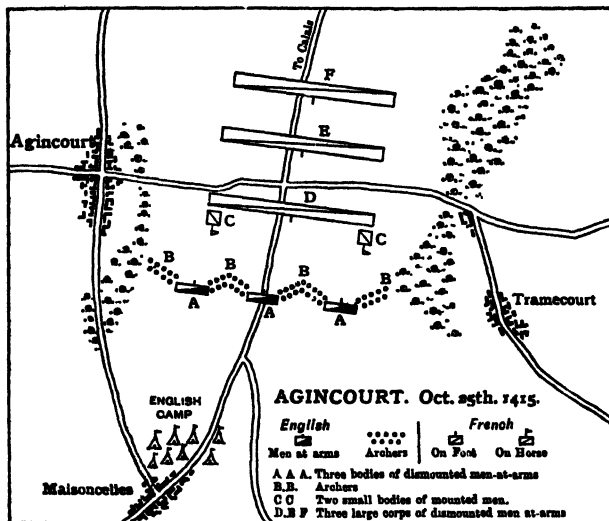 To Calais
F
Agincourt
E
D
C
C
B
B
B
B
A
A
A
Tramecourt
ENGLISH
CAMP
Maisoncelles
AGINCOURT. Oct. 25th. 1415.
English
French
Men at arms
Archers
On Foot
On Horse
A A A. Three bodies of dismounted men-at-arms
B.B. Archers
C C Two small bodies of mounted men.
D.E F Three large corps of dismounted men at-arms